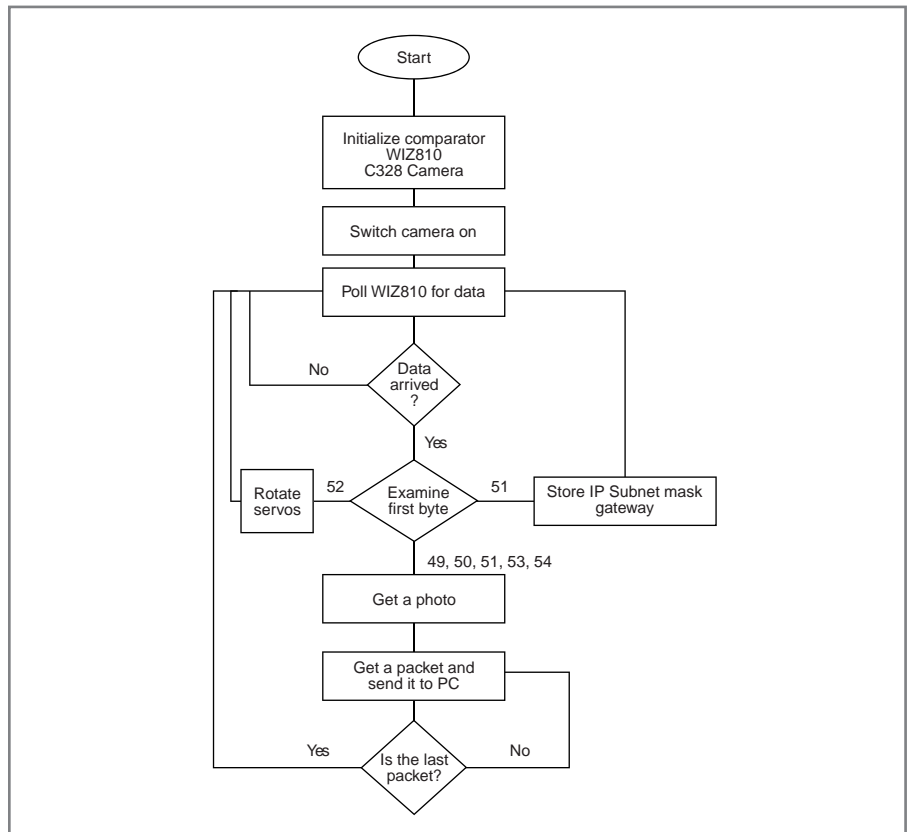 Start
Initialize comparator
WIZ810
C328 Camera
Switch camera on
Poll WIZ810 for data
No
Data
arrived
?
Yes
Rotate
servos
52
Examine
first byte
51
Store IP Subnet mask
gateway
49, 50, 51, 53, 54
Get a photo
Get a packet and
send it to PC
Yes
Is the last
packet?
No